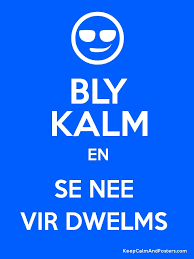 BLY
KALM
EN
SE NEE
VIR DWELMS
KeepCalmAndPosters.com